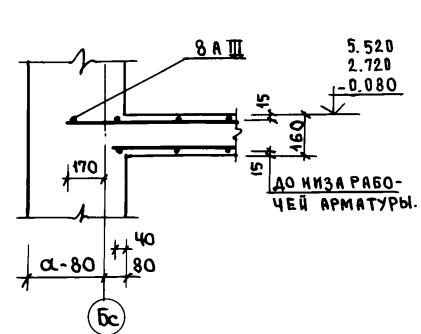 8 А III
5.520
2.720
-0.080
15
160
170
15
ДО НИЗА РАБО-
ЧЕЙ АРМАТУРЫ.
40
a-80
80
Бс